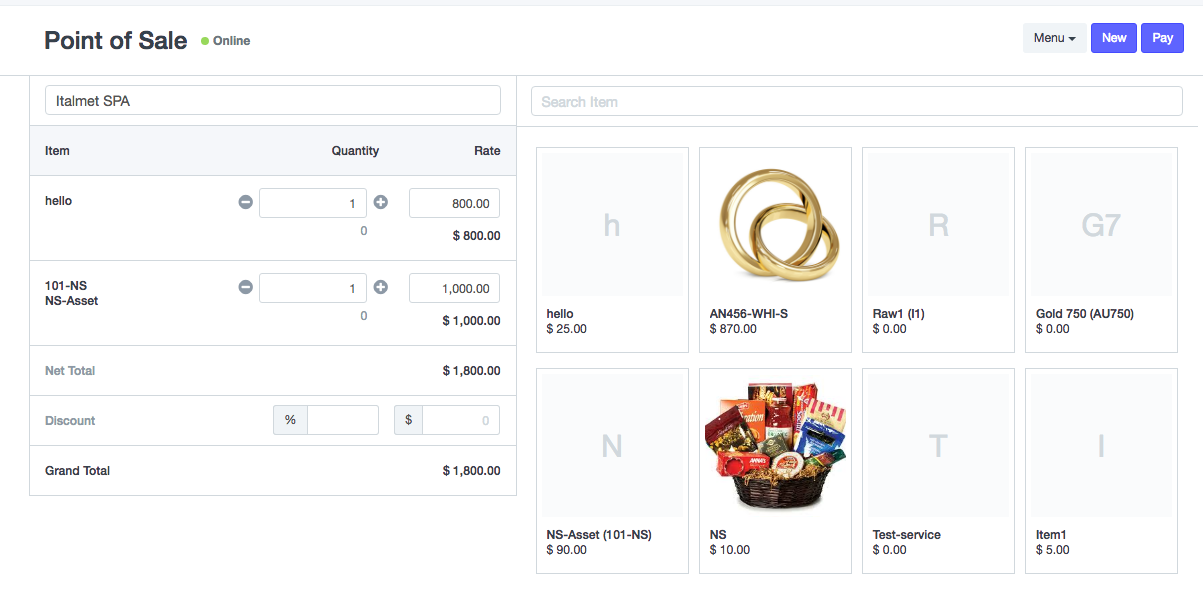 Point of Sale
Online
Menu
New
Pay
Italmet SPA
Search Item
Item Quantity Rate
hello 1 800.00
0 $ 800.00
101-NS
NS-Asset 1 1,000.00
0 $ 1,000.00
Net Total $ 1,800.00
Discount % $ 0
Grand Total $ 1,800.00
h
hello
$ 25.00
AN456-WHI-S
$ 870.00
R
Raw1 (I1)
$ 0.00
G7
Gold 750 (AU750)
$ 0.00
N
NS-Asset (101-NS)
$ 90.00
NS
$ 10.00
T
Test-service
$ 0.00
I
Item1
$ 5.00